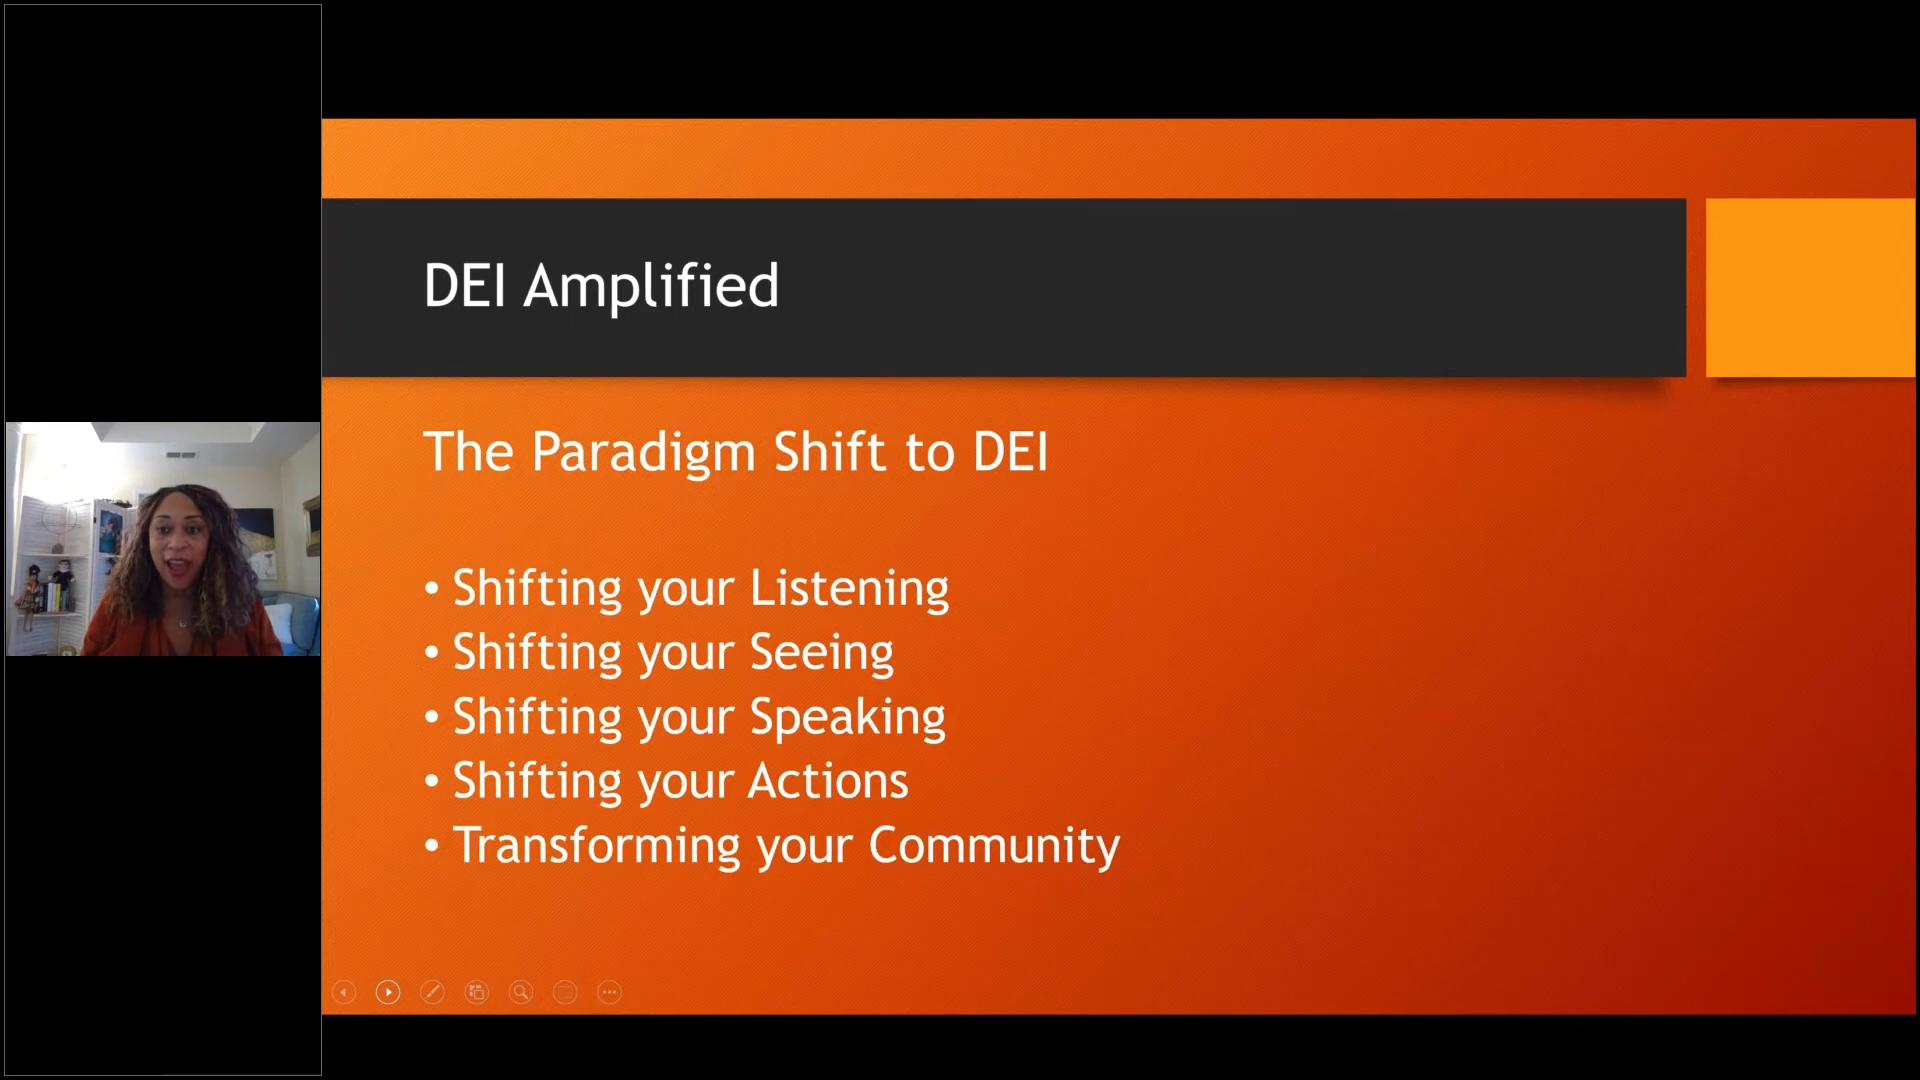 DEI Amplified
The Paradigm Shift to DEI
• Shifting your Listening
• Shifting your Seeing
• Shifting your Speaking
• Shifting your Actions
• Transforming your Community